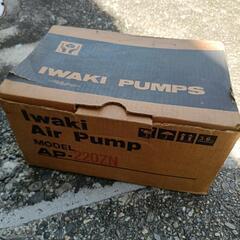 IWAKI PUMPS
Iwaki
Air Pump
MODEL
AP-220ZN